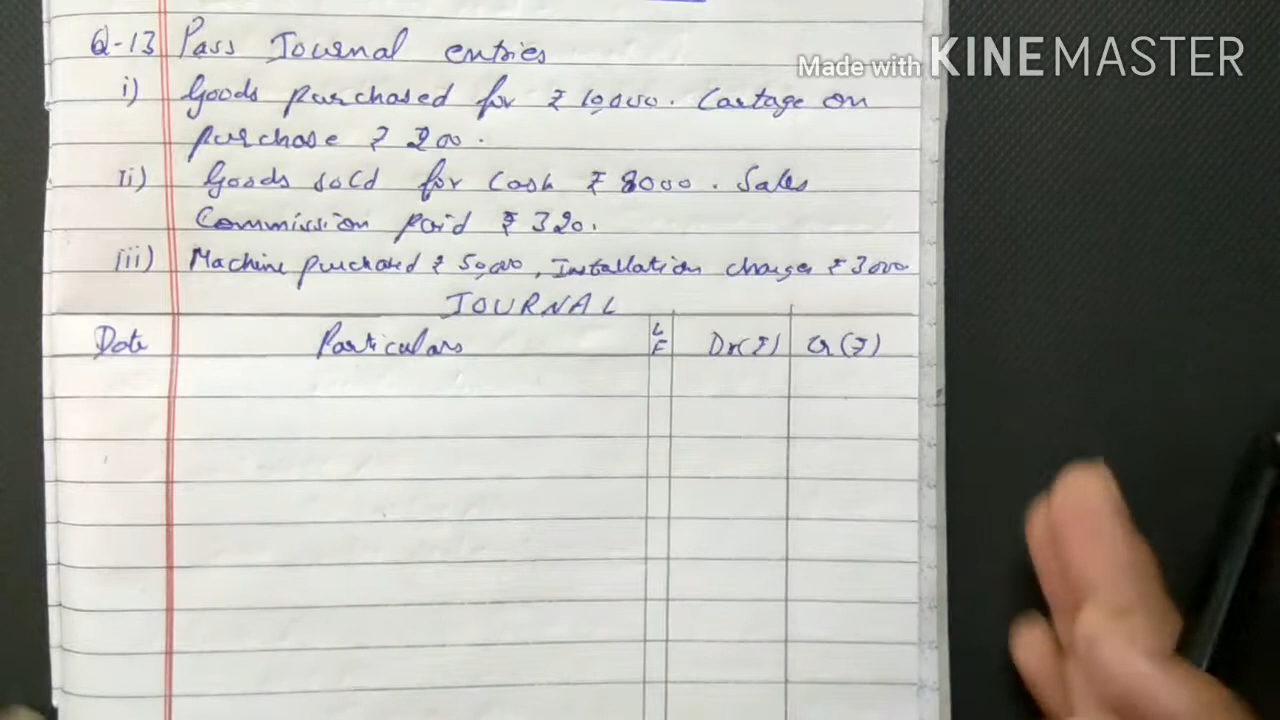 Made with KINEMASTER
Q-13 Pass Journal entries
i) Goods purchased for ₹ 10,000. Cartage on
purchase ₹ 200.
ii) Goods sold for Cash ₹ 8000. Sales
Commission paid ₹ 320.
iii) Machine purchased ₹ 50,000, Installation charges ₹ 3000
JOURNAL
Date Particulars L F Dr(₹) Cr(₹)